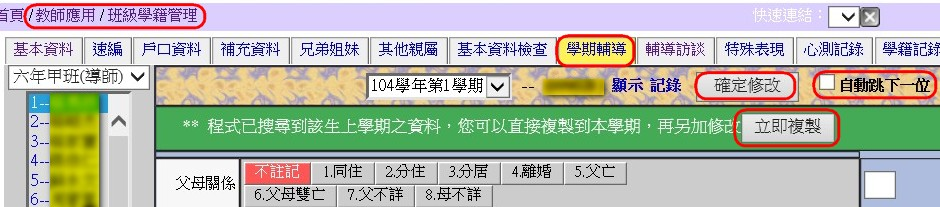 首頁 / 教師應用 / 班級學籍管理 快速連結：
基本資料 速編 戶口資料 補充資料 兄弟姐妹 其他親屬 基本資料檢查 學期輔導 輔導訪談 特殊表現 心測記錄 學籍記錄
六年甲班(導師) 104學年第1學期 -- 顯示 記錄 確定修改 自動跳下一位
1--
2--
** 程式已搜尋到該生上學期之資料，您可以直接複製到本學期，再另加修改 立即複製
3--
4--
父母關係 不註記 1.同住 2.分住 3.分居 4.離婚 5.父亡
5--
6.父母雙亡 7.父不詳 8.母不詳
6--